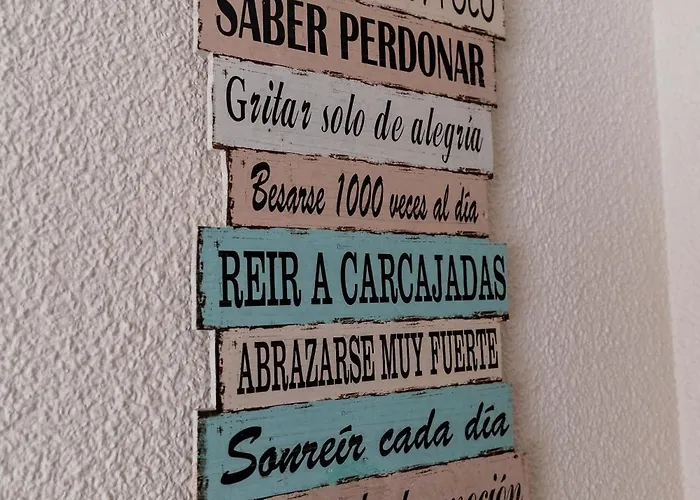 POCO
SABER PERDONAR
Gritar solo de alegría
Besarse 1000 veces al día
REIR A CARCAJADAS
ABRAZARSE MUY FUERTE
Sonreír cada día